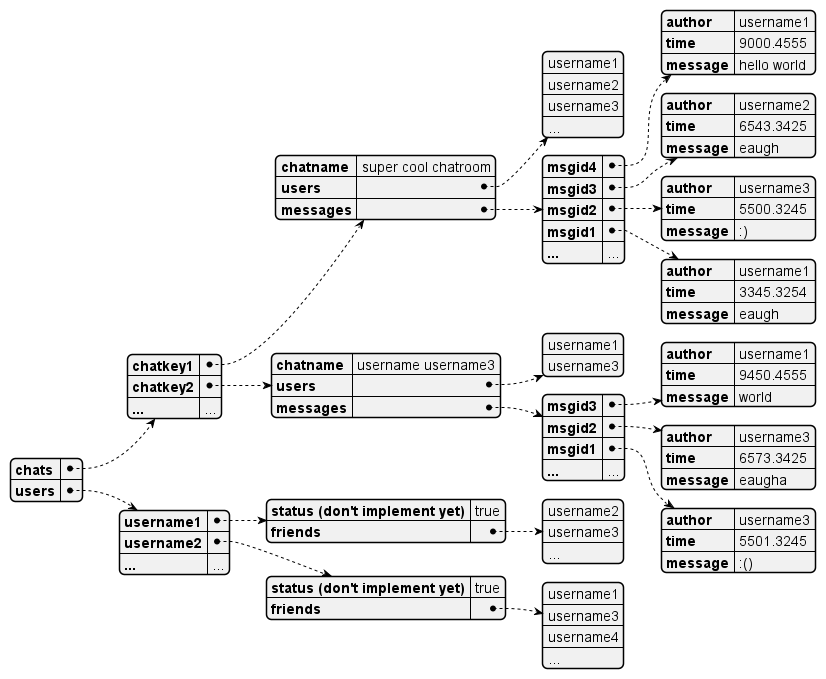 chats
users
chatkey1
chatkey2
... ...
chatname super cool chatroom
users
messages
username1
username2
username3
...
msgid4
msgid3
msgid2
msgid1
... ...
author username1
time 9000.4555
message hello world
author username2
time 6543.3425
message eaugh
author username3
time 5500.3245
message :)
author username1
time 3345.3254
message eaugh
chatname username username3
users
messages
username1
username3
msgid3
msgid2
msgid1
... ...
author username1
time 9450.4555
message world
author username3
time 6573.3425
message eaugha
author username3
time 5501.3245
message :()
username1
username2
... ...
status (don't implement yet) true
friends
username2
username3
...
status (don't implement yet) true
friends
username1
username3
username4
...